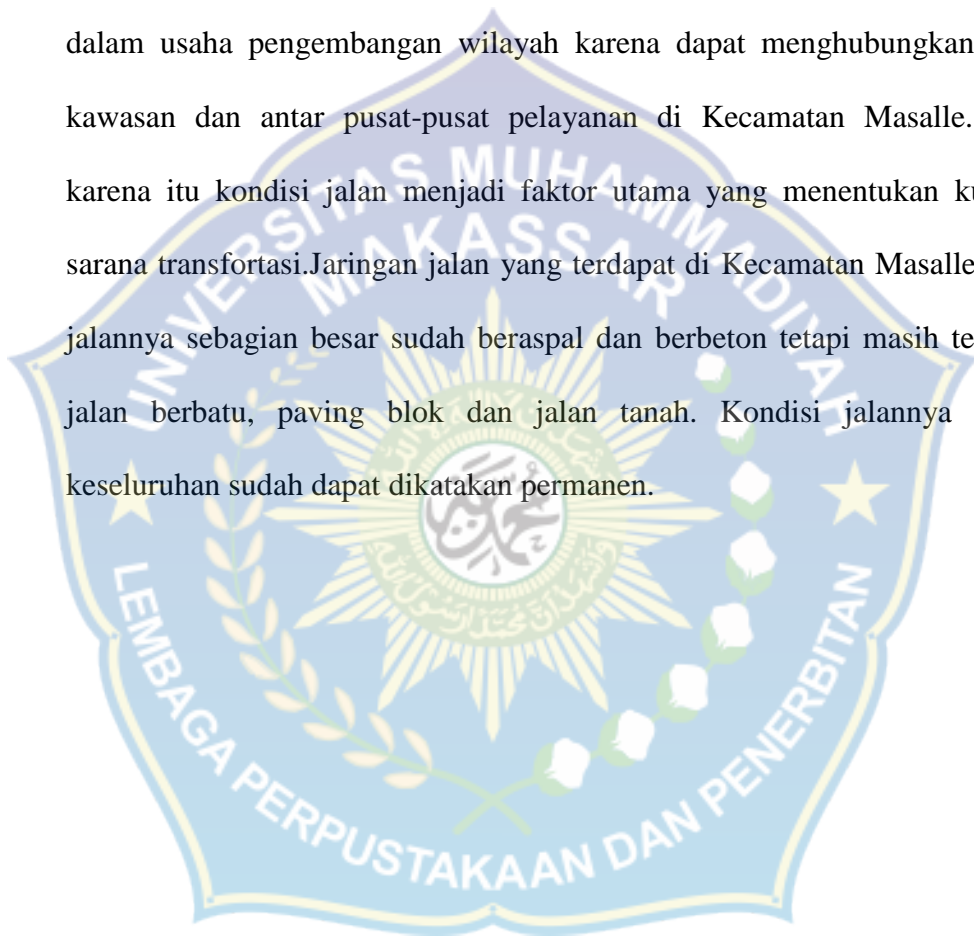 dalam usaha pengembangan wilayah karena dapat menghubungkan
kawasan dan antar pusat-pusat pelayanan di Kecamatan Masalle.
karena itu kondisi jalan menjadi faktor utama yang menentukan
sarana transfortasi.Jaringan jalan yang terdapat di Kecamatan Masalle
jalannya sebagian besar sudah beraspal dan berbeton tetapi masih
jalan berbatu, paving blok dan jalan tanah. Kondisi jalannya
keseluruhan sudah dapat dikatakan permanen.
UNIVERSITAS MUHAMMADIYAH
MAKASSAR
LEMBAGA PERPUSTAKAAN DAN PENERBITAN